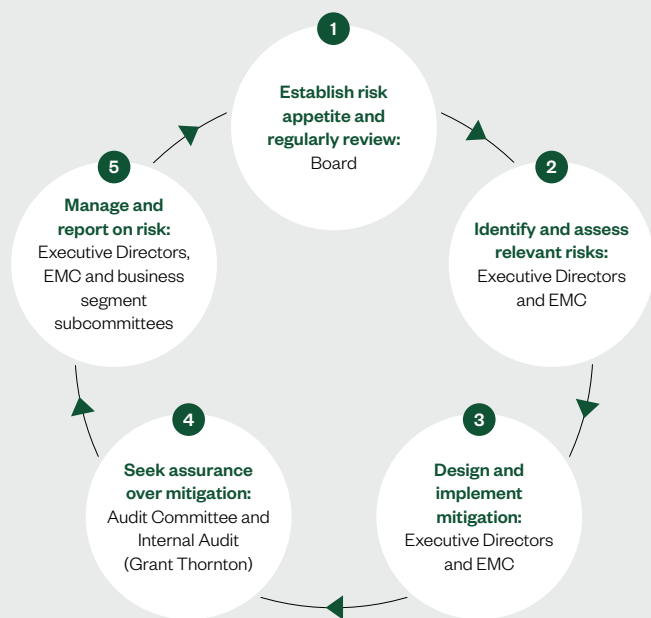 1
Establish risk
appetite and
regularly review:
Board
2
Identify and assess
relevant risks:
Executive Directors
and EMC
3
Design and
implement
mitigation:
Executive Directors
and EMC
4
Seek assurance
over mitigation:
Audit Committee and
Internal Audit
(Grant Thornton)
5
Manage and
report on risk:
Executive Directors,
EMC and business
segment
subcommittees